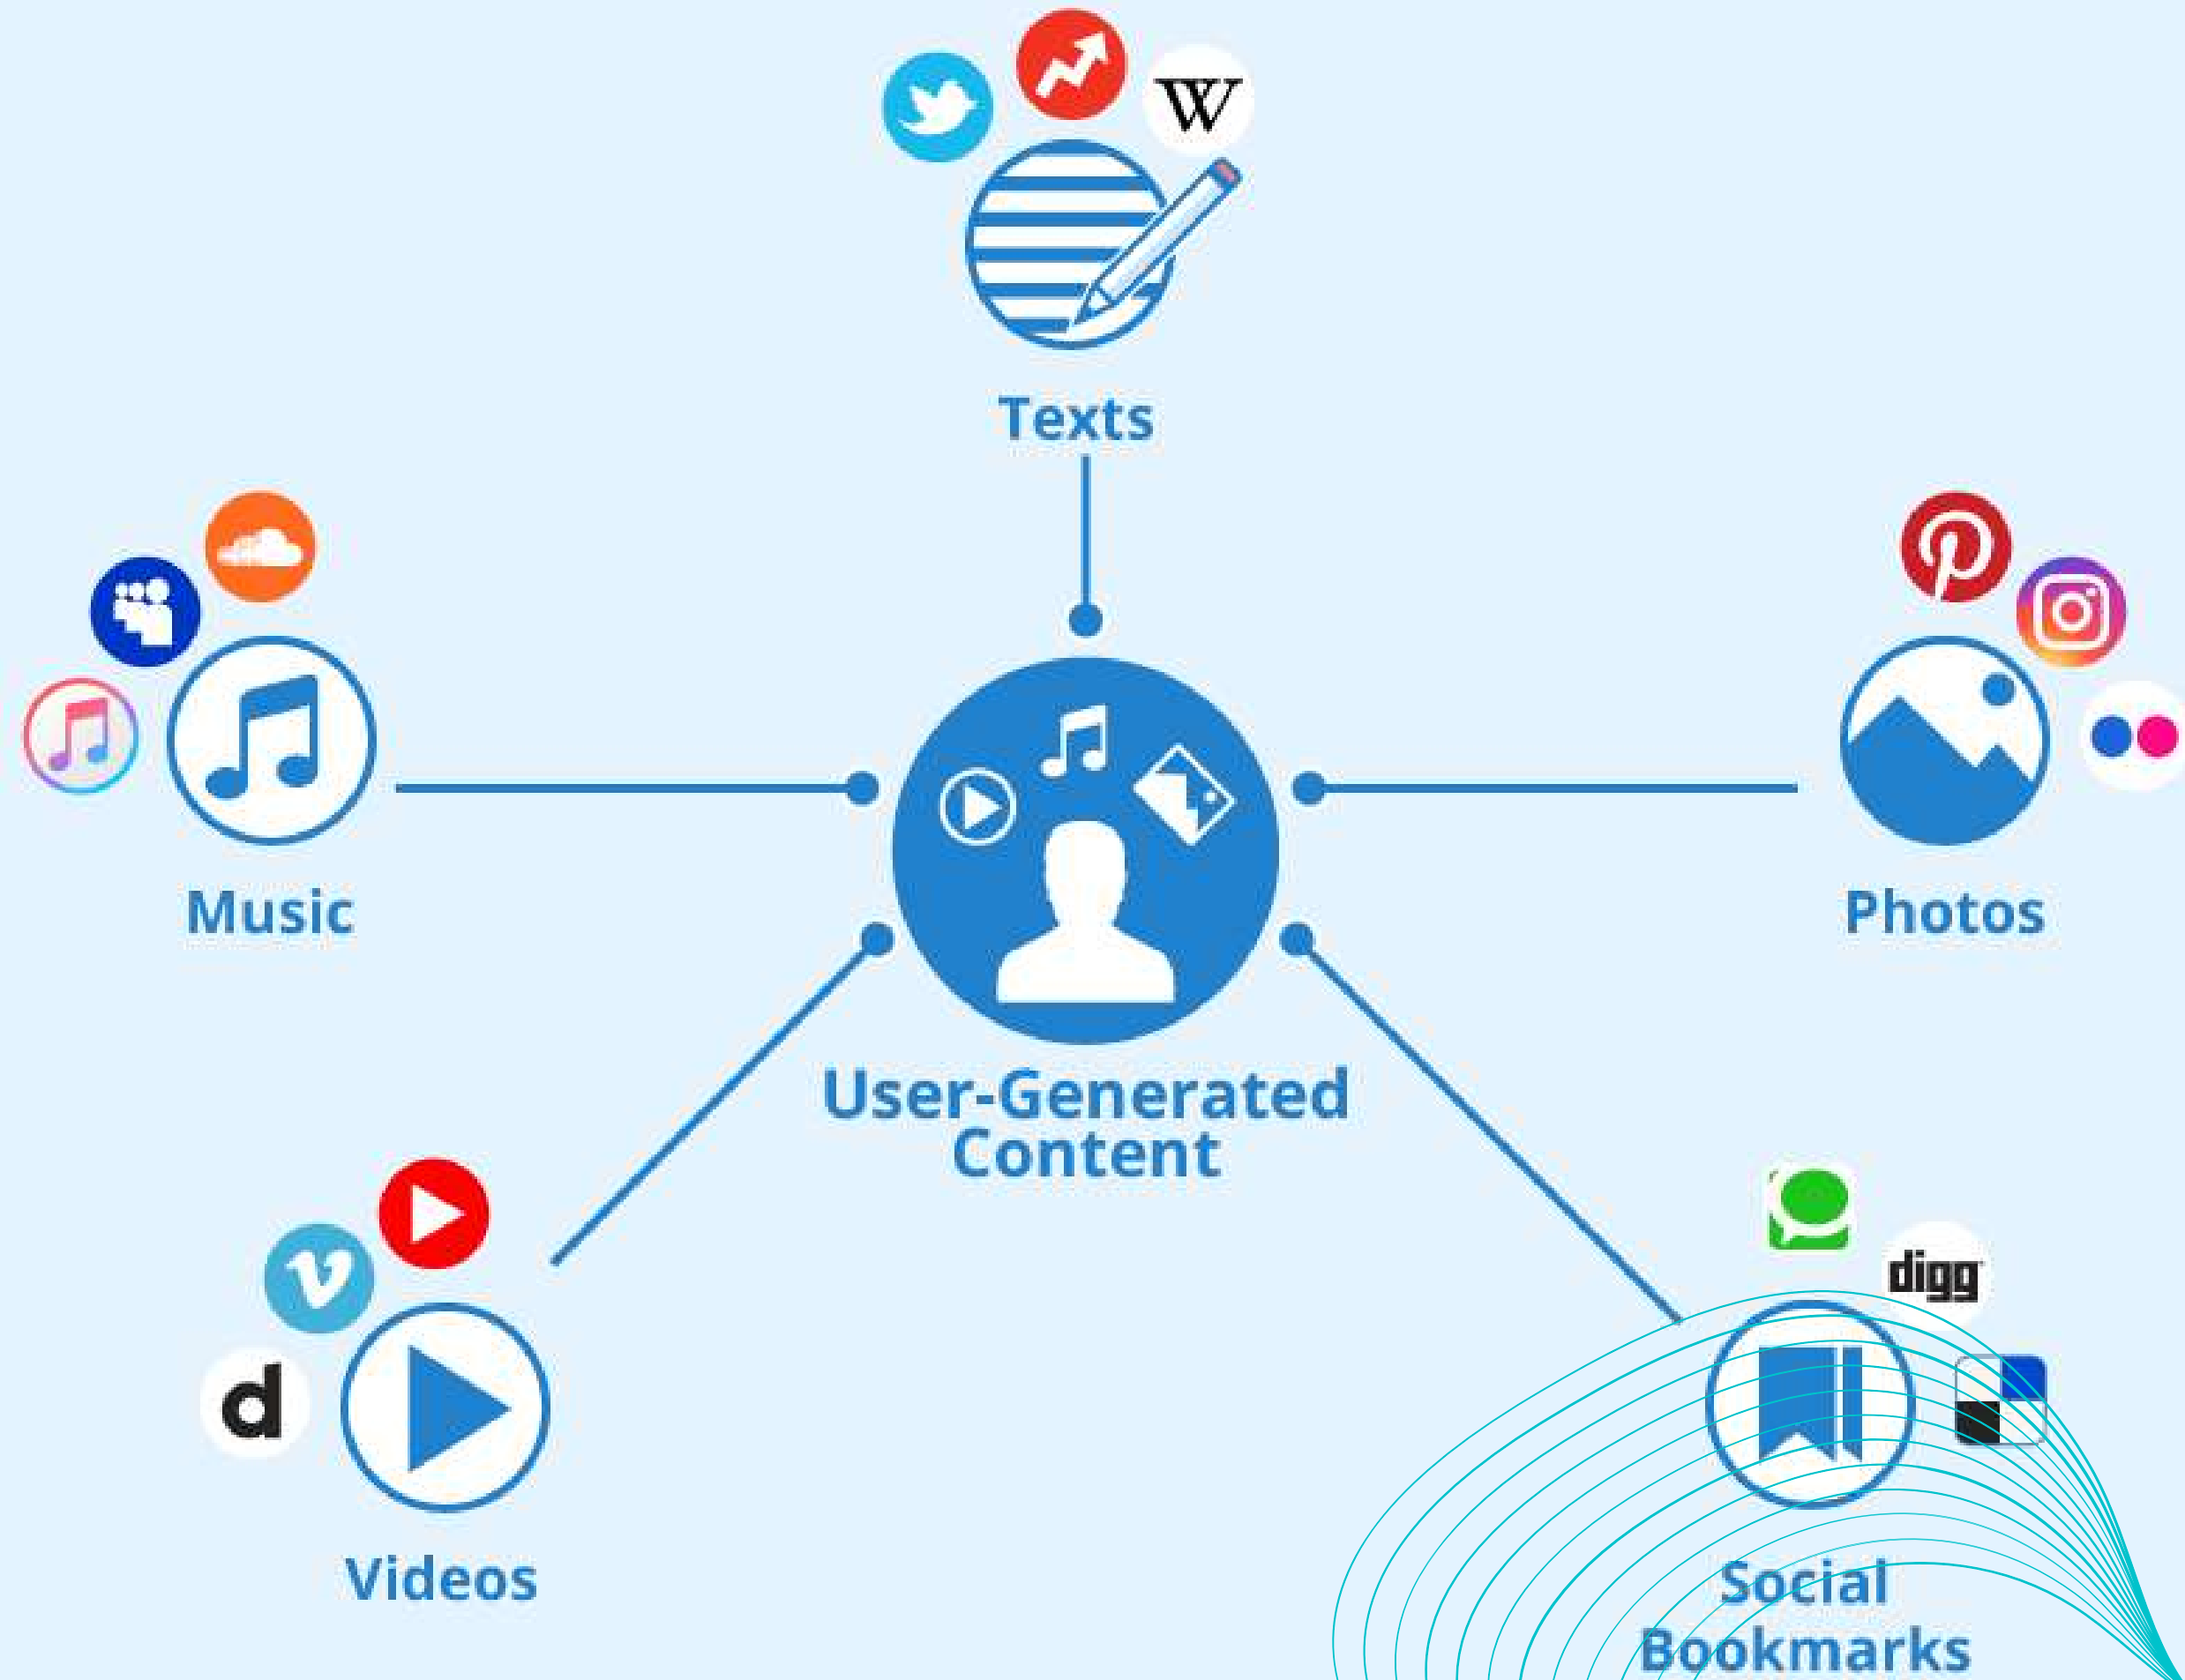 W
Texts
Music
Photos
User-Generated
Content
digg
d
Videos
Social
Bookmarks